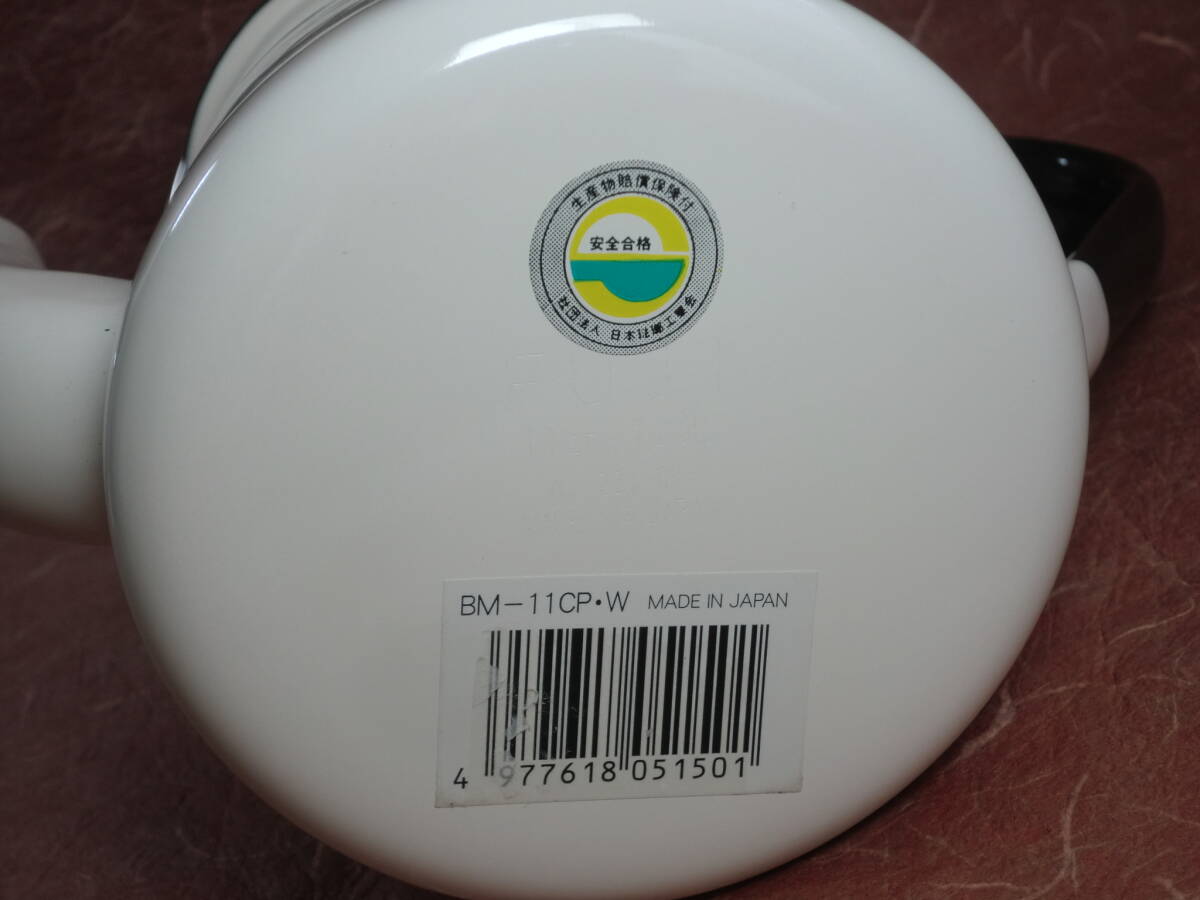 生産物賠償保険付
安全合格
社団法人 日本琺瑯工業会
BM-11CP・W MADE IN JAPAN
4 977618 051501